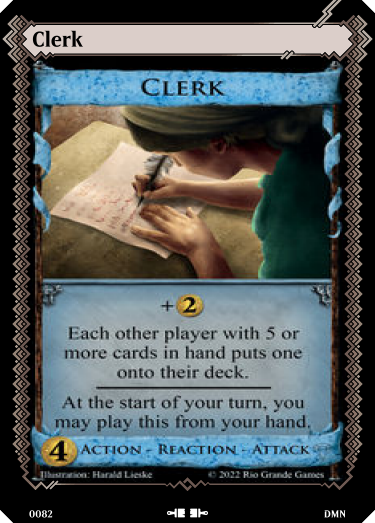 Clerk
CLERK
+2
Each other player with 5 or
more cards in hand puts one
onto their deck.
At the start of your turn, you
may play this from your hand.
4 ACTION - REACTION - ATTACK
Illustration: Harald Lieske © 2022 Rio Grande Games
0082 DMN